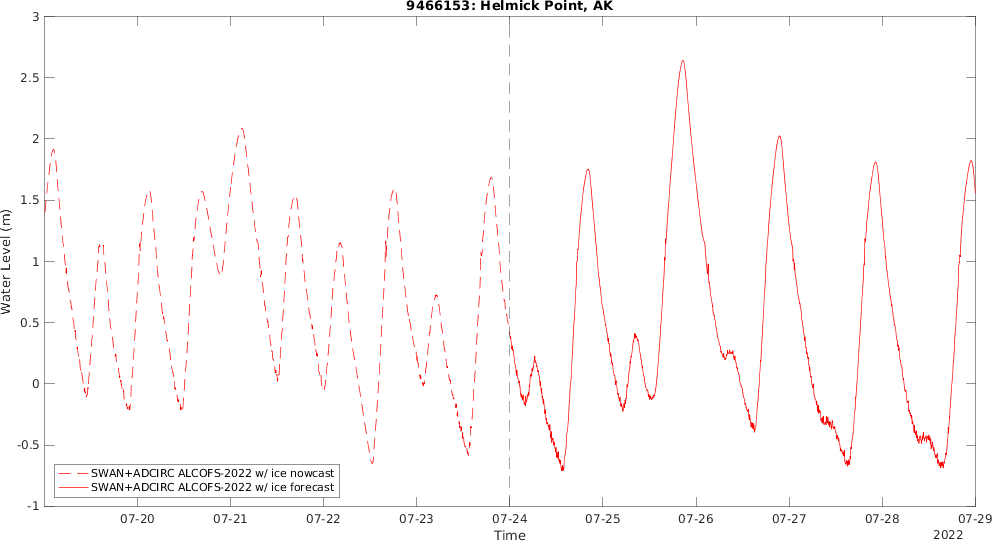 9466153: Helmick Point, AK
3
2.5
2
1.5
1
0.5
0
-0.5
-1
Water Level (m)
SWAN+ADCIRC ALCOFS-2022 w/ ice nowcast
SWAN+ADCIRC ALCOFS-2022 w/ ice forecast
07-20 07-21 07-22 07-23 07-24 07-25 07-26 07-27 07-28 07-29
Time
2022